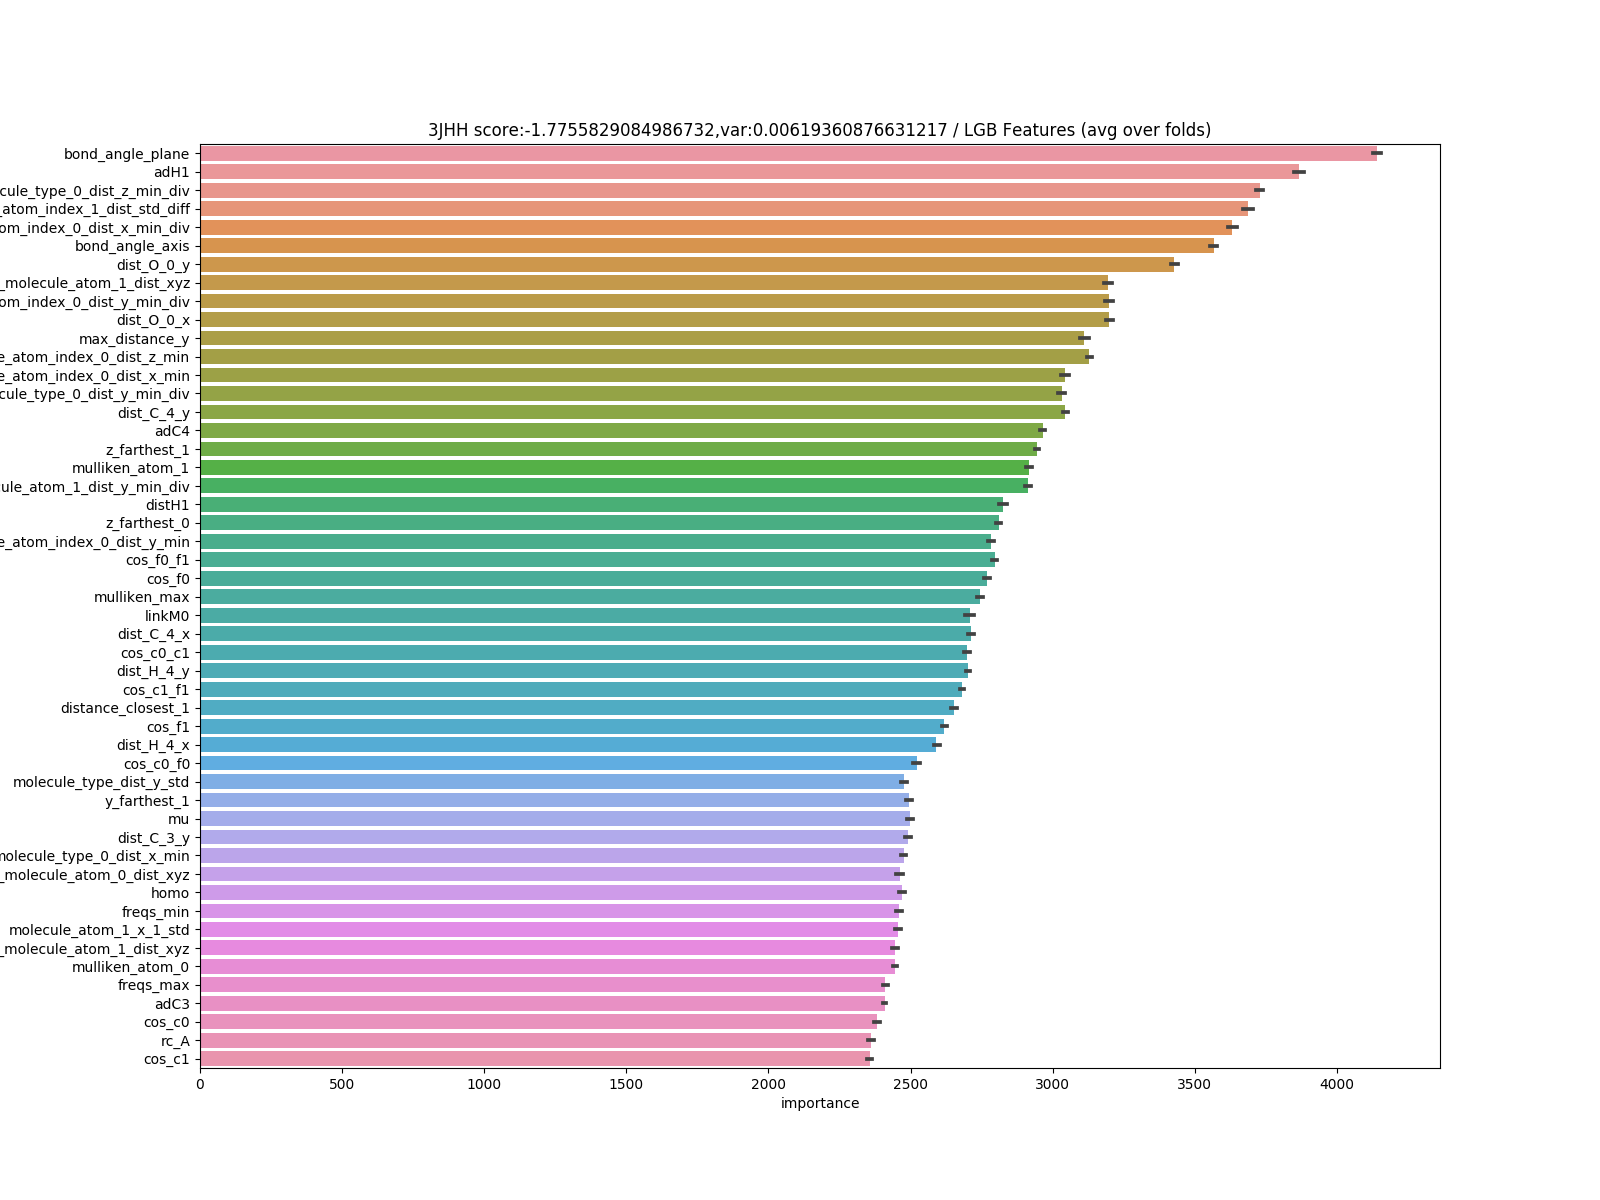 3JHH score:-1.7755829084986732,var:0.00619360876631217 / LGB Features (avg over folds)
bond_angle_plane
adH1
cule_type_0_dist_z_min_div
_atom_index_1_dist_std_diff
om_index_0_dist_x_min_div
bond_angle_axis
dist_O_0_y
_molecule_atom_1_dist_xyz
om_index_0_dist_y_min_div
dist_O_0_x
max_distance_y
e_atom_index_0_dist_z_min
e_atom_index_0_dist_x_min
cule_type_0_dist_y_min_div
dist_C_4_y
adC4
z_farthest_1
mulliken_atom_1
ule_atom_1_dist_y_min_div
distH1
z_farthest_0
e_atom_index_0_dist_y_min
cos_f0_f1
cos_f0
mulliken_max
linkM0
dist_C_4_x
cos_c0_c1
dist_H_4_y
cos_c1_f1
distance_closest_1
cos_f1
dist_H_4_x
cos_c0_f0
molecule_type_dist_y_std
y_farthest_1
mu
dist_C_3_y
molecule_type_0_dist_x_min
_molecule_atom_0_dist_xyz
homo
freqs_min
molecule_atom_1_x_1_std
_molecule_atom_1_dist_xyz
mulliken_atom_0
freqs_max
adC3
cos_c0
rc_A
cos_c1
0 500 1000 1500 2000 2500 3000 3500 4000
importance